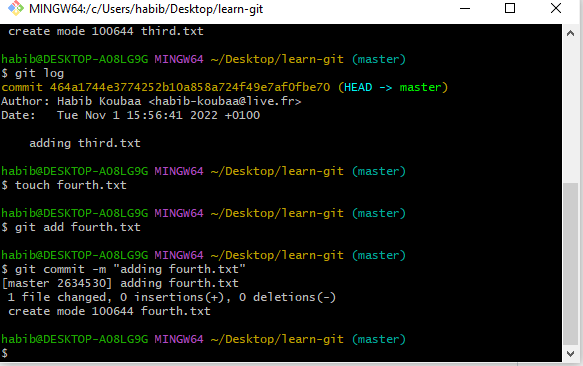 MINGW64:/c/Users/habib/Desktop/learn-git
create mode 100644 third.txt
habib@DESKTOP-AO8LG9G MINGW64 ~/Desktop/learn-git (master)
$ git log
commit 464a1744e3774252b10a858a724f49e7af0fbe70 (HEAD -> master)
Author: Habib Koubaa <habib-koubaa@live.fr>
Date:   Tue Nov 1 15:56:41 2022 +0100
adding third.txt
habib@DESKTOP-AO8LG9G MINGW64 ~/Desktop/learn-git (master)
$ touch fourth.txt
habib@DESKTOP-AO8LG9G MINGW64 ~/Desktop/learn-git (master)
$ git add fourth.txt
habib@DESKTOP-AO8LG9G MINGW64 ~/Desktop/learn-git (master)
$ git commit -m "adding fourth.txt"
[master 2634530] adding fourth.txt
1 file changed, 0 insertions(+), 0 deletions(-)
create mode 100644 fourth.txt
habib@DESKTOP-AO8LG9G MINGW64 ~/Desktop/learn-git (master)
$